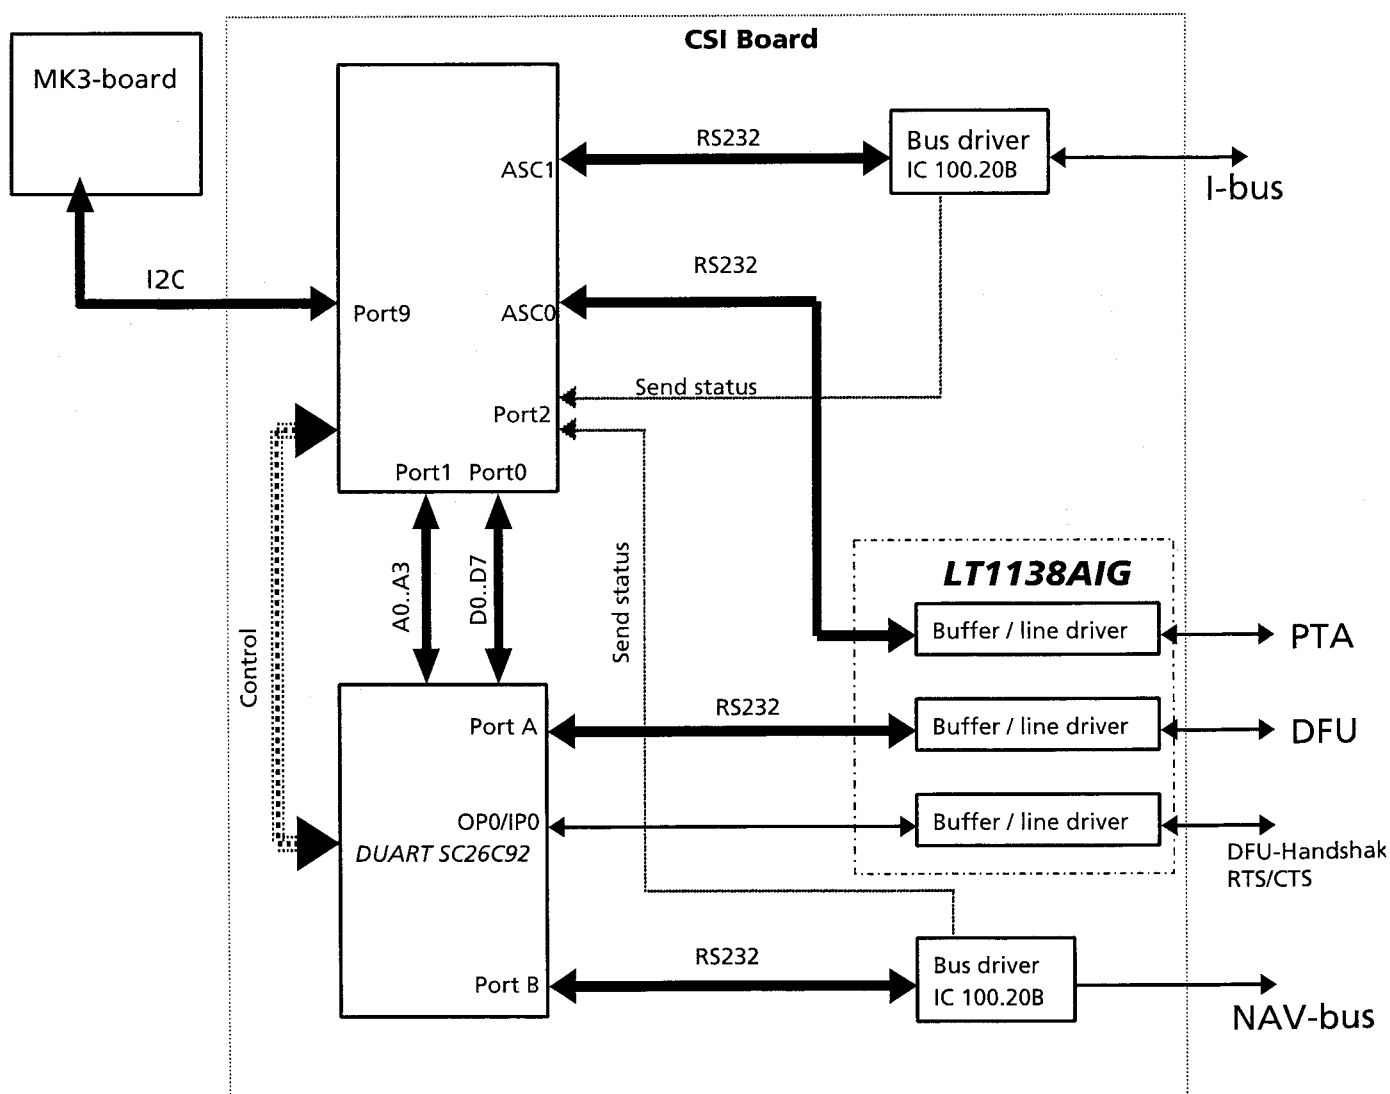 CSI Board
MK3-board
RS232
Bus driver
IC 100.20B
ASC1
I-bus
I2C
RS232
Port9
ASC0
Send status
Port2
Port1 Port0
A0..A3
D0..D7
Send status
Control
LT1138AIG
Buffer / line driver
PTA
Port A
RS232
Buffer / line driver
DFU
OP0/IP0
Buffer / line driver
DUART SC26C92
DFU-Handshak
RTS/CTS
Port B
RS232
Bus driver
IC 100.20B
NAV-bus